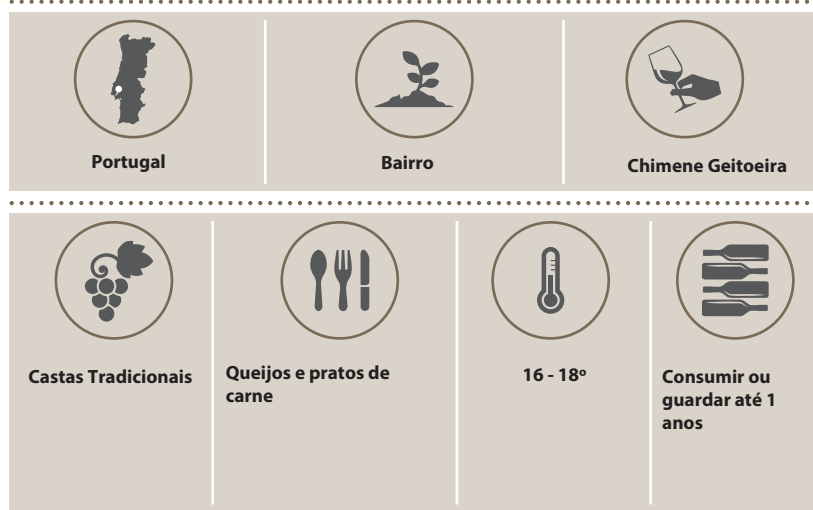 Portugal
Bairro
Chimene Geitoeira
Castas Tradicionais
Queijos e pratos de
carne
16 - 18º
Consumir ou
guardar até 1
anos